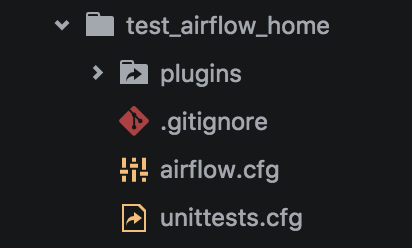 test_airflow_home
plugins
.gitignore
airflow.cfg
unittests.cfg